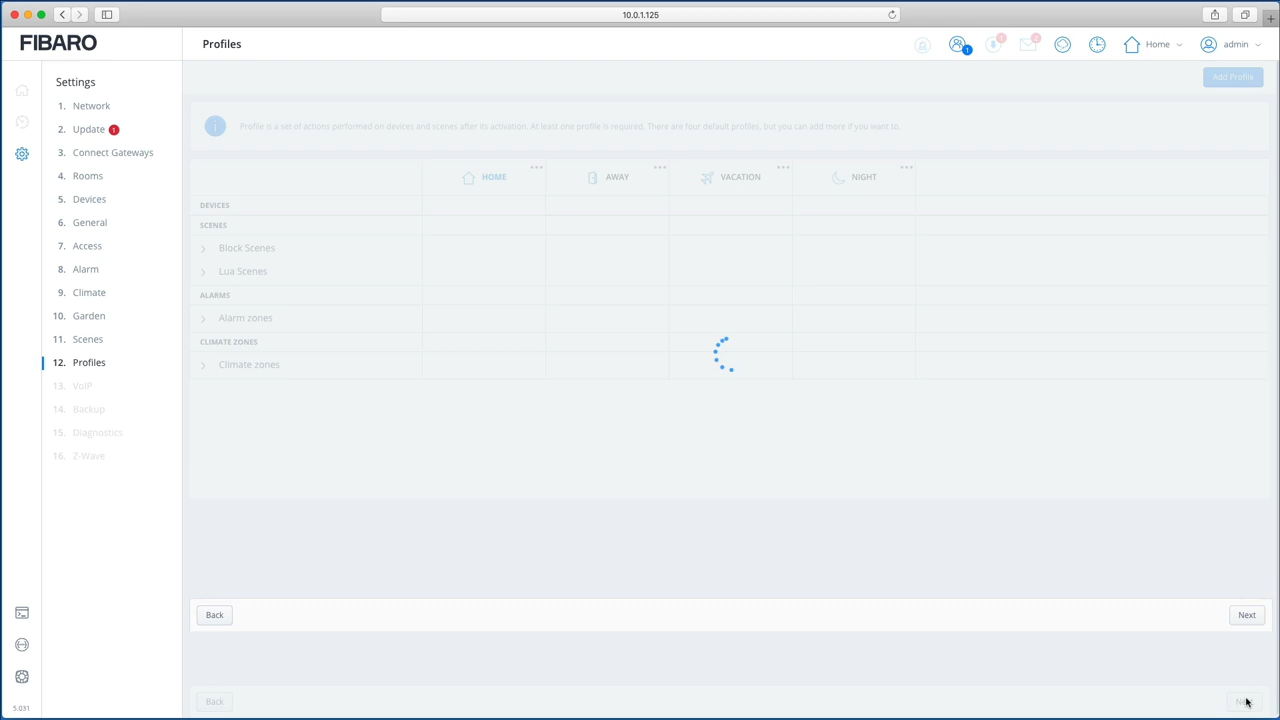 10.0.1.125
FIBARO
Profiles
1
1
2
Home
admin
Settings
1. Network
2. Update 1
3. Connect Gateways
4. Rooms
5. Devices
6. General
7. Access
8. Alarm
9. Climate
10. Garden
11. Scenes
12. Profiles
13. VoIP
14. Backup
15. Diagnostics
16. Z-Wave
5.031
Add Profile
Profile is a set of actions performed on devices and scenes after its activation. At least one profile is required. There are four default profiles, but you can add more if you want to.
HOME
AWAY
VACATION
NIGHT
DEVICES
SCENES
Block Scenes
Lua Scenes
ALARMS
Alarm zones
CLIMATE ZONES
Climate zones
Back
Next
Back